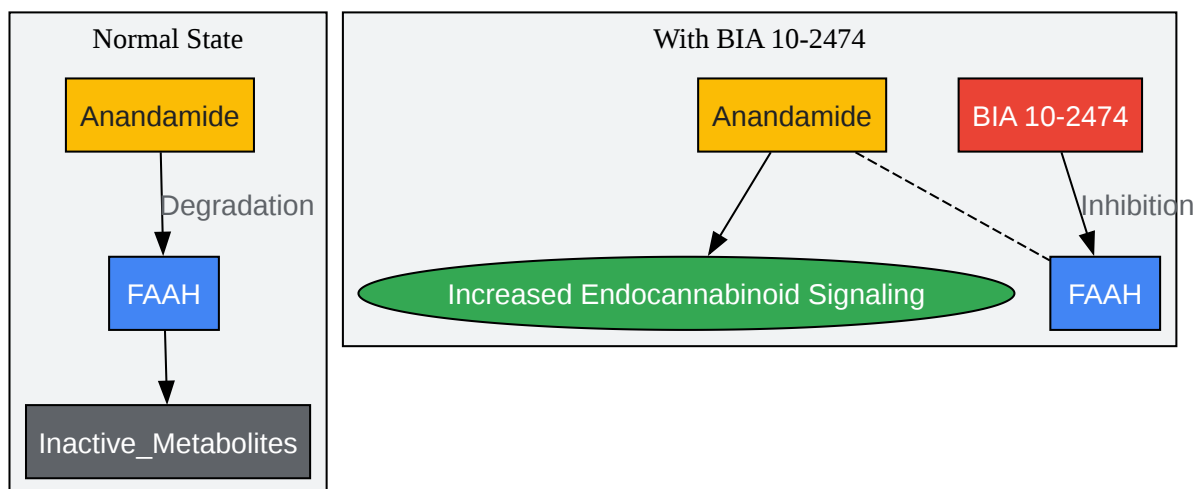 Normal State
Anandamide
Degradation
FAAH
Inactive_Metabolites
With BIA 10-2474
Anandamide
BIA 10-2474
Inhibition
Increased Endocannabinoid Signaling
FAAH